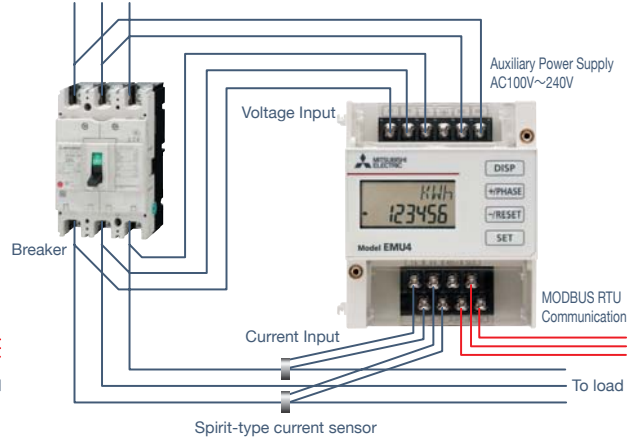 Auxiliary Power Supply
AC100V～240V
Voltage Input
MITSUBISHI
ELECTRIC
DISP
+/PHASE
-/RESET
SET
KWh
123456
Model EMU4
Breaker
MODBUS RTU
Communication
Current Input
To load
Spirit-type current sensor